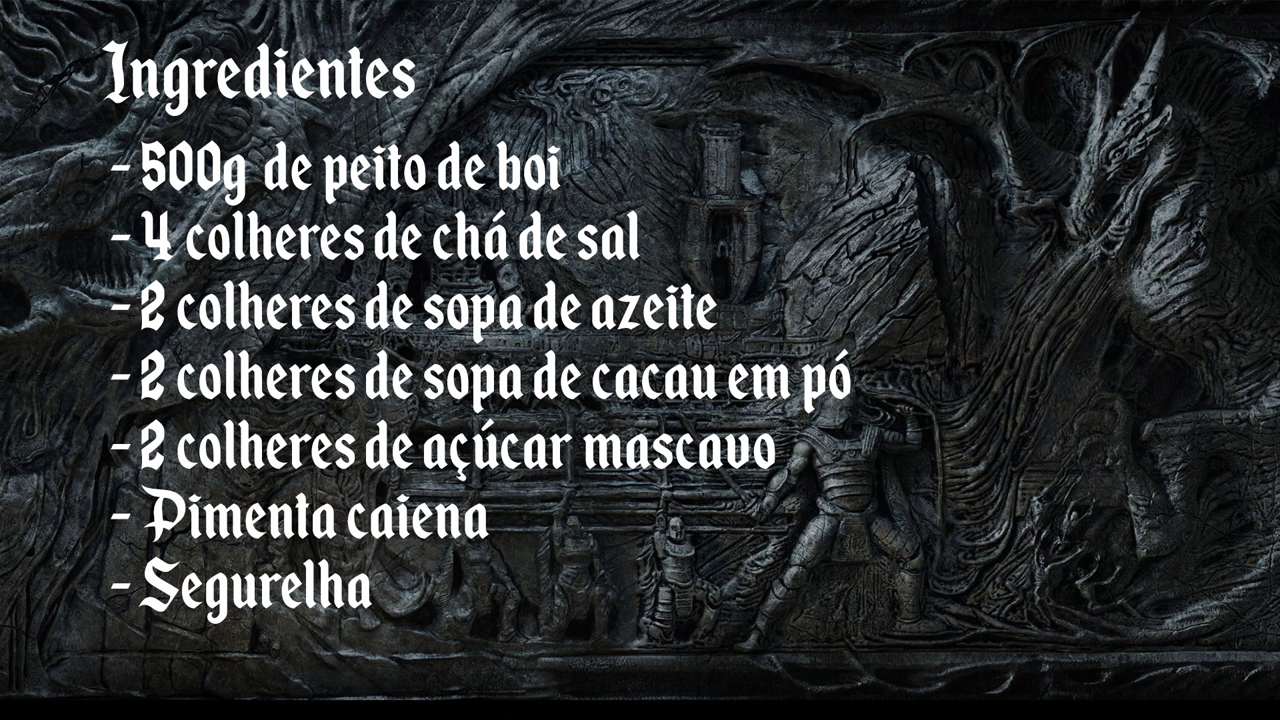 Ingredientes
- 500g de peito de boi
- 4 colheres de chá de sal
- 2 colheres de sopa de azeite
- 2 colheres de sopa de cacau em pó
- 2 colheres de açúcar mascavo
- Pimenta caiena
- Segurelha